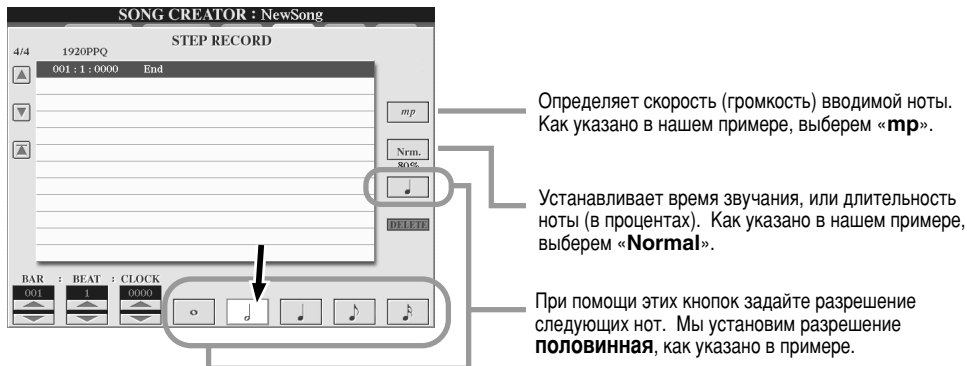 SONG CREATOR : NewSong
STEP RECORD
4/4 1920PPQ
001 : 1 : 0000 End
mp
Nrm.
80%
DELETE
BAR : BEAT : CLOCK
001 1 0000
Определяет скорость (громкость) вводимой ноты.
Как указано в нашем примере, выберем «mp».
Устанавливает время звучания, или длительность
ноты (в процентах). Как указано в нашем примере,
выберем «Normal».
При помощи этих кнопок задайте разрешение
следующих нот. Мы установим разрешение
половинная, как указано в примере.